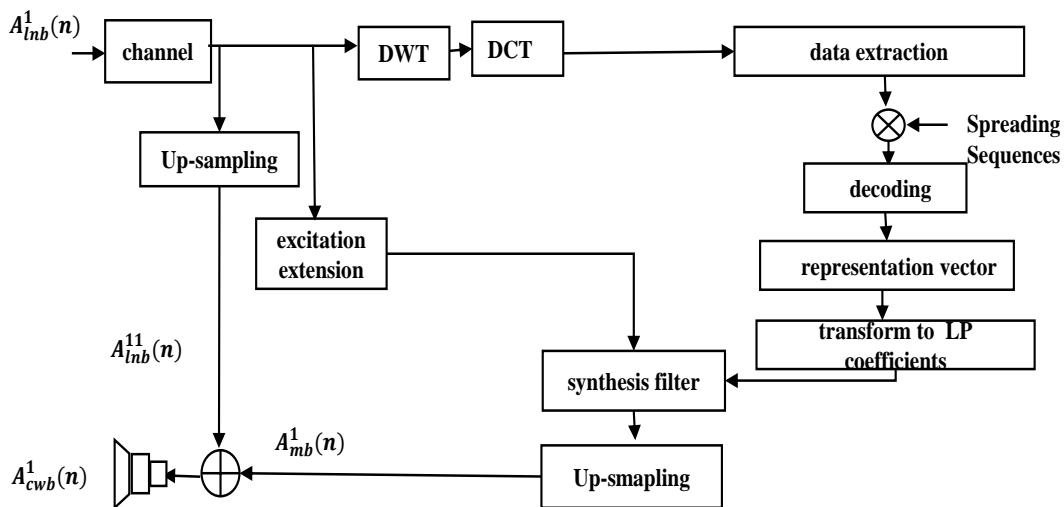 A¹lnb(n)
channel
DWT
DCT
data extraction
Up-sampling
Spreading
Sequences
decoding
excitation
extension
representation vector
transform to LP
coefficients
A¹¹lnb(n)
synthesis filter
A¹mb(n)
A¹cwb(n)
Up-smapling